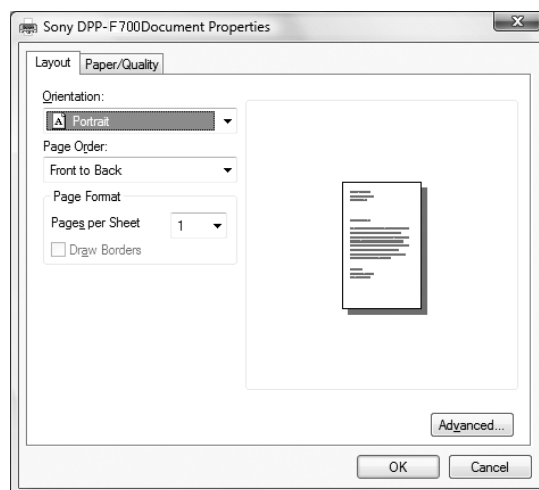 Sony DPP-F700Document Properties
Layout
Paper/Quality
Orientation:
A Portrait
Page Order:
Front to Back
Page Format
Pages per Sheet 1
Draw Borders
Advanced...
OK Cancel